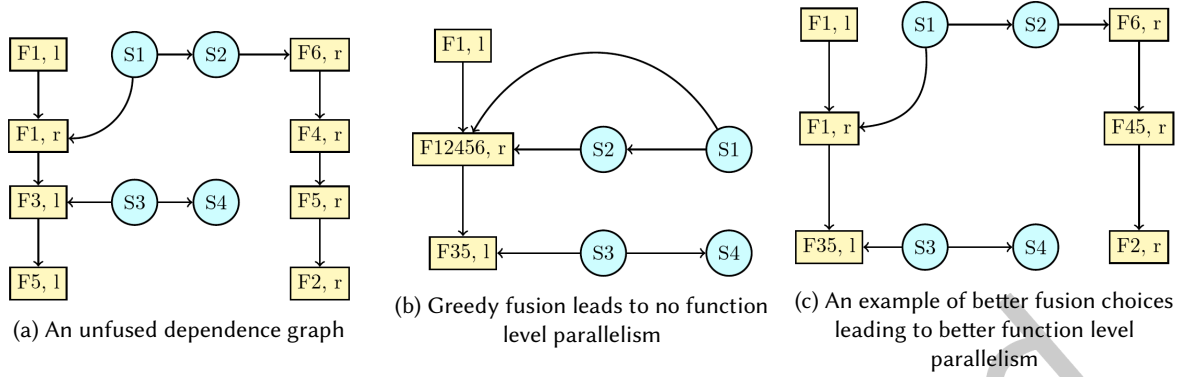 F1, l
S1
S2
F6, r
F1, r
F4, r
F3, l
S3
S4
F5, r
F5, l
F2, r
(a) An unfused dependence graph
F1, l
F12456, r
S2
S1
F35, l
S3
S4
(b) Greedy fusion leads to no function
level parallelism
F1, l
S1
S2
F6, r
F1, r
F45, r
F35, l
S3
S4
F2, r
(c) An example of better fusion choices
leading to better function level
parallelism